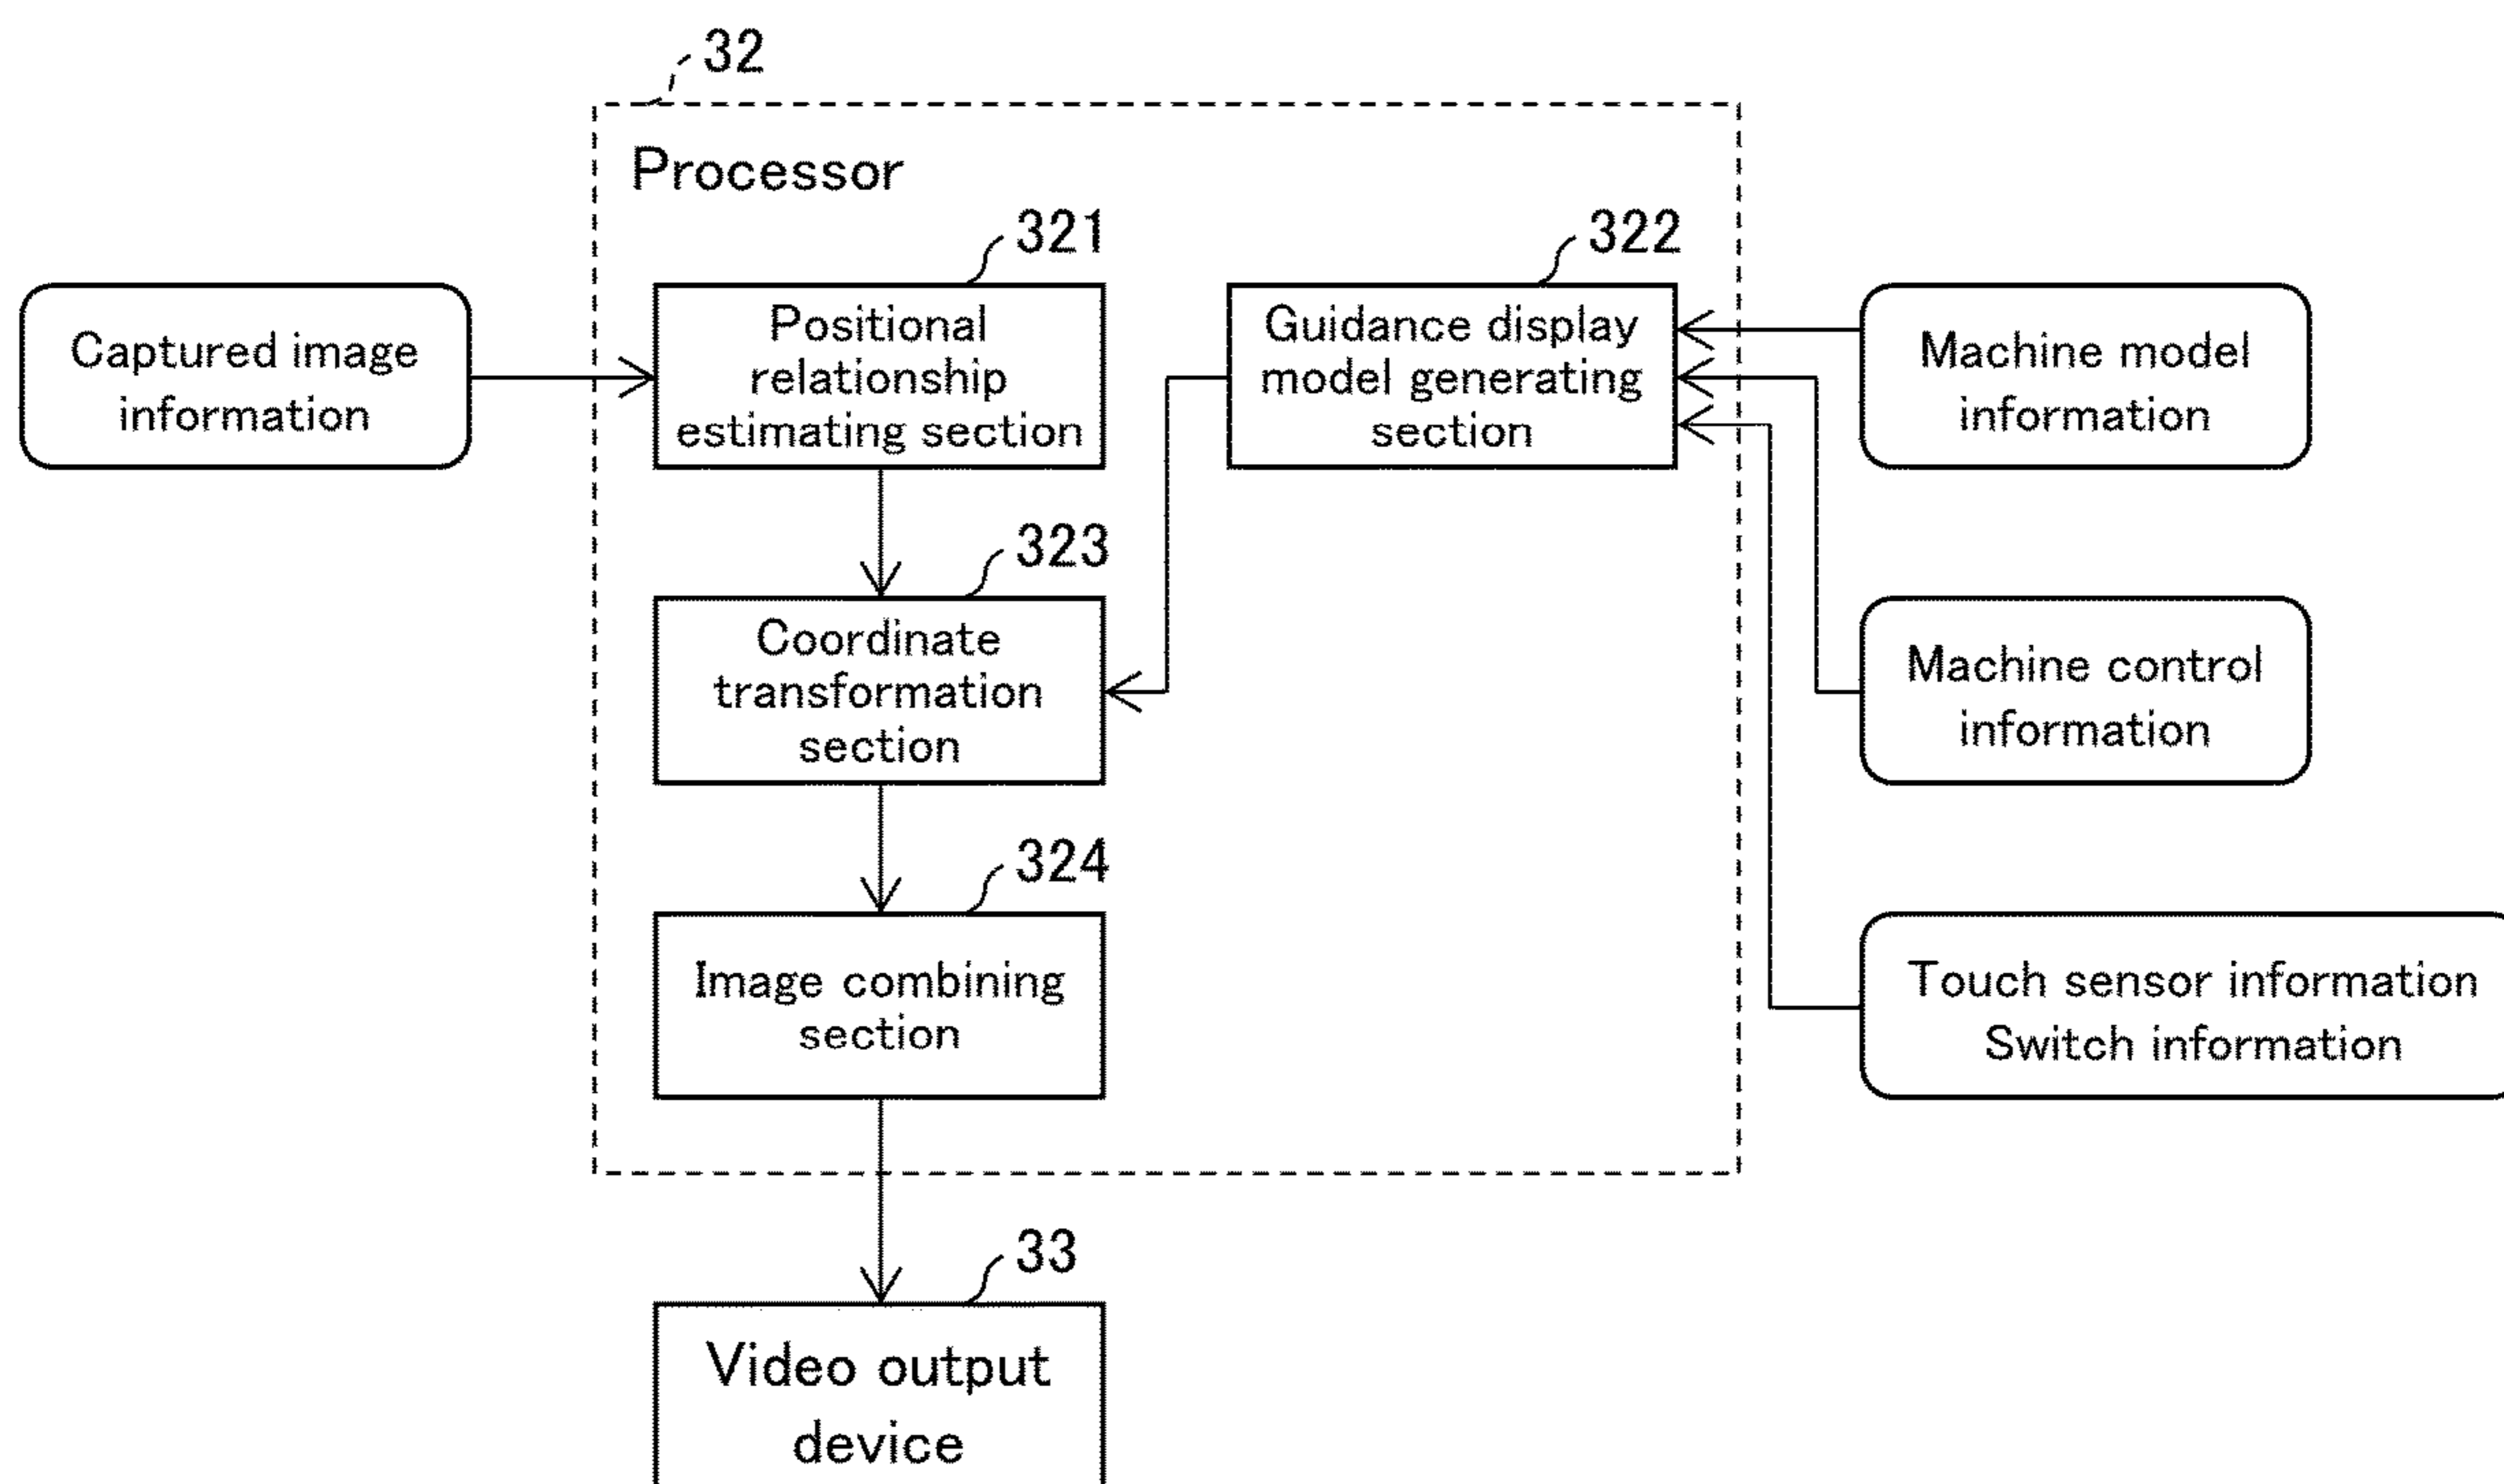 32
Processor
321
322
Captured image
information
Positional
relationship
estimating section
Guidance display
model generating
section
Machine model
information
323
Coordinate
transformation
section
Machine control
information
324
Image combining
section
Touch sensor information
Switch information
33
Video output
device